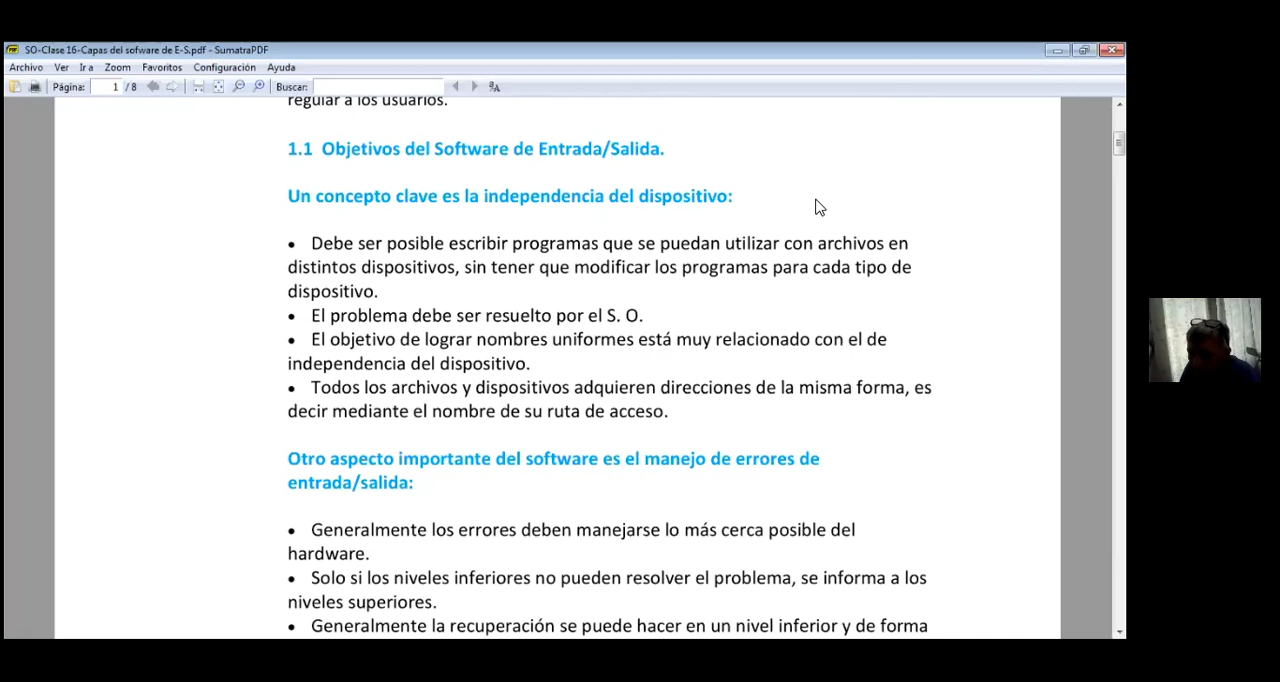 SO-Clase 16-Capas del sofware de E-S.pdf - SumatraPDF
Archivo Ver Ir a Zoom Favoritos Configuración Ayuda
Página: 1 / 8 Buscar:
regular a los usuarios.
1.1 Objetivos del Software de Entrada/Salida.
Un concepto clave es la independencia del dispositivo:
• Debe ser posible escribir programas que se puedan utilizar con archivos en
distintos dispositivos, sin tener que modificar los programas para cada tipo de
dispositivo.
• El problema debe ser resuelto por el S. O.
• El objetivo de lograr nombres uniformes está muy relacionado con el de
independencia del dispositivo.
• Todos los archivos y dispositivos adquieren direcciones de la misma forma, es
decir mediante el nombre de su ruta de acceso.
Otro aspecto importante del software es el manejo de errores de
entrada/salida:
• Generalmente los errores deben manejarse lo más cerca posible del
hardware.
• Solo si los niveles inferiores no pueden resolver el problema, se informa a los
niveles superiores.
• Generalmente la recuperación se puede hacer en un nivel inferior y de forma